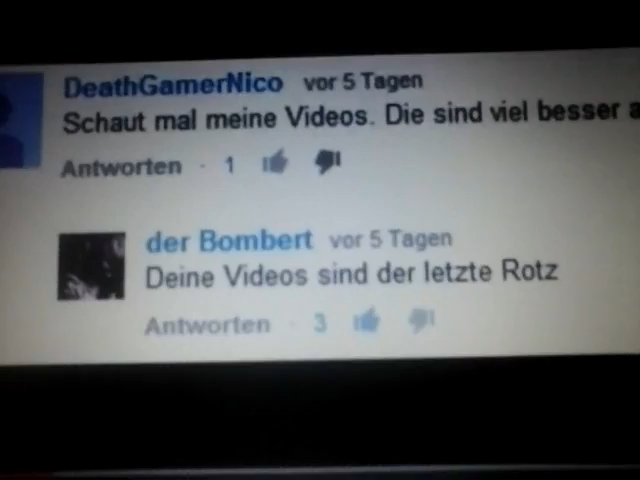 DeathGamerNico vor 5 Tagen
Schaut mal meine Videos. Die sind viel besser a
Antworten · 1
der Bombert vor 5 Tagen
Deine Videos sind der letzte Rotz
Antworten · 3